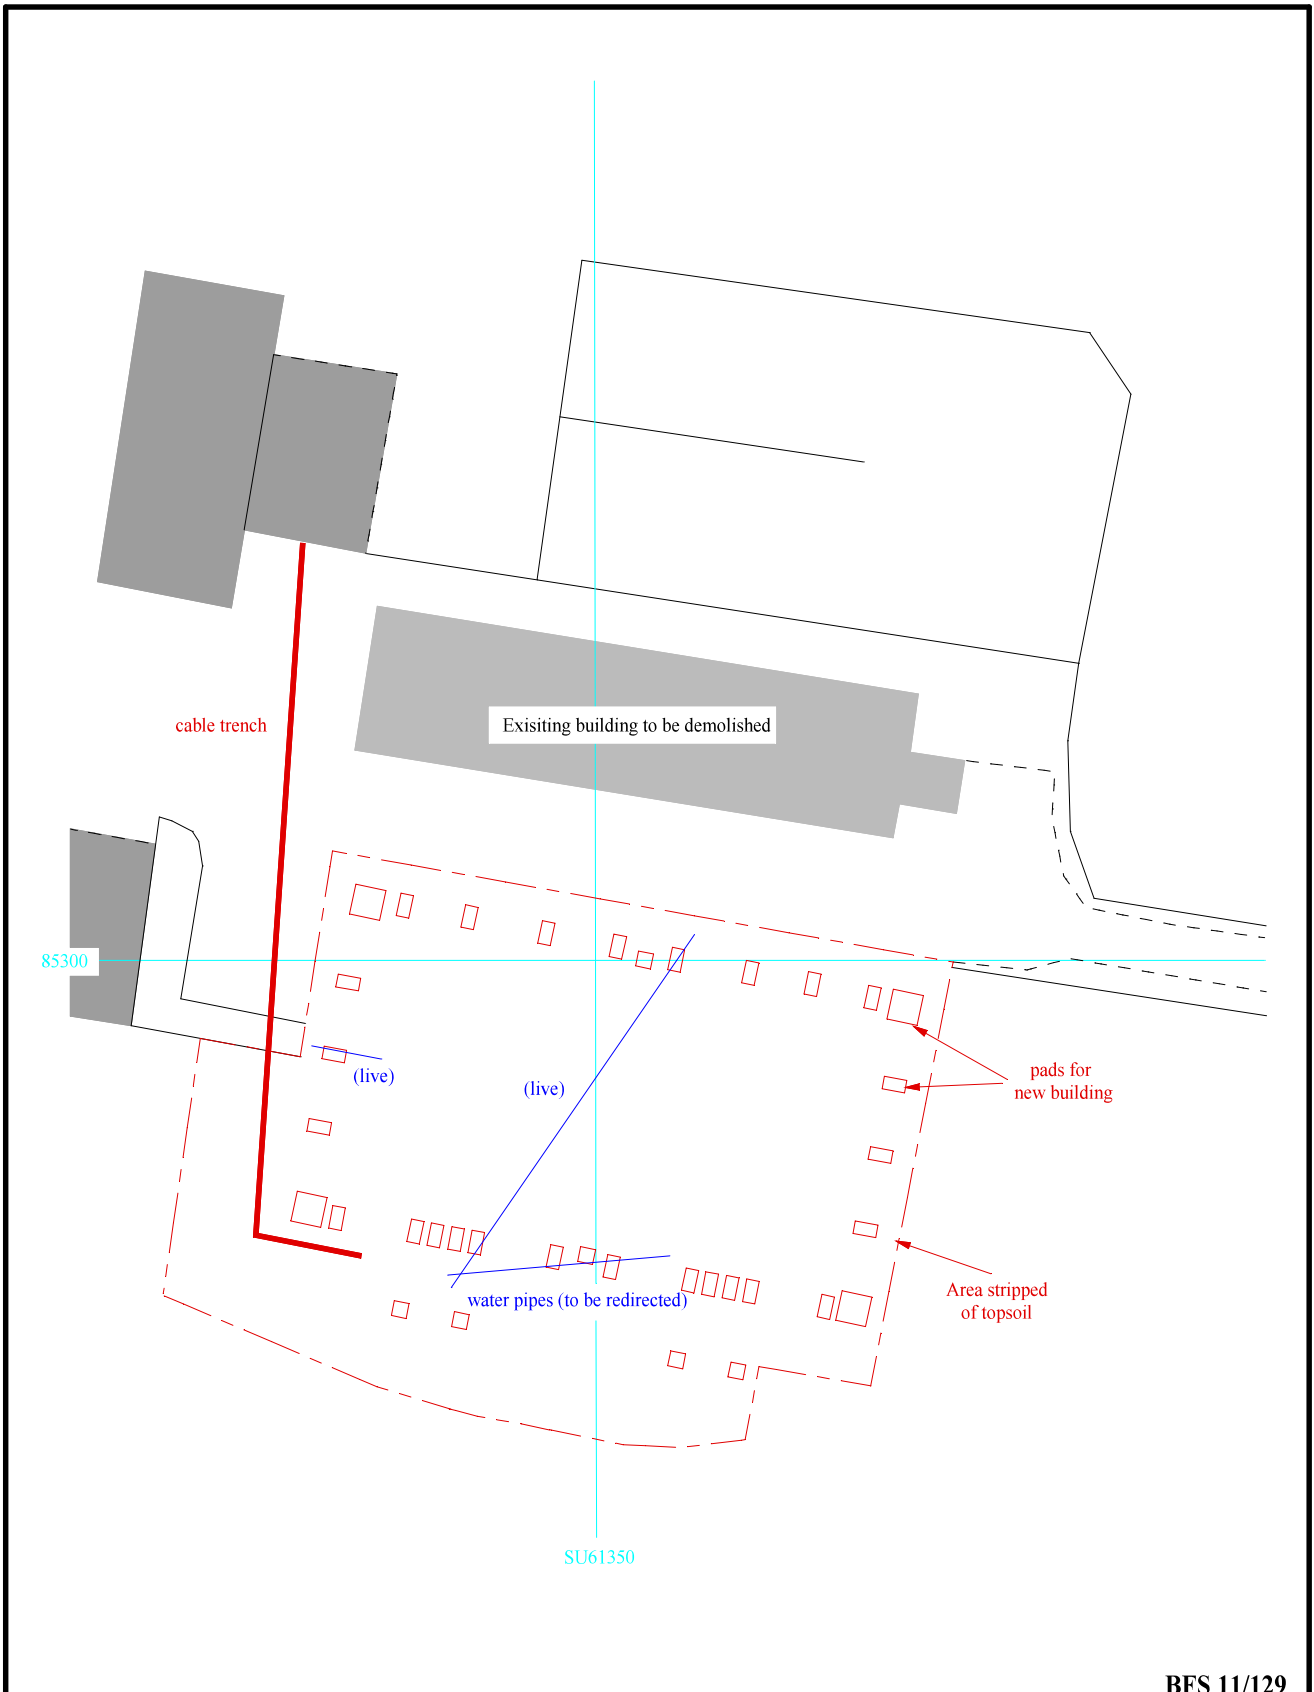 cable trench
Exisiting building to be demolished
85300
(live)
(live)
pads for
new building
water pipes (to be redirected)
Area stripped
of topsoil
SU61350
BFS 11/129